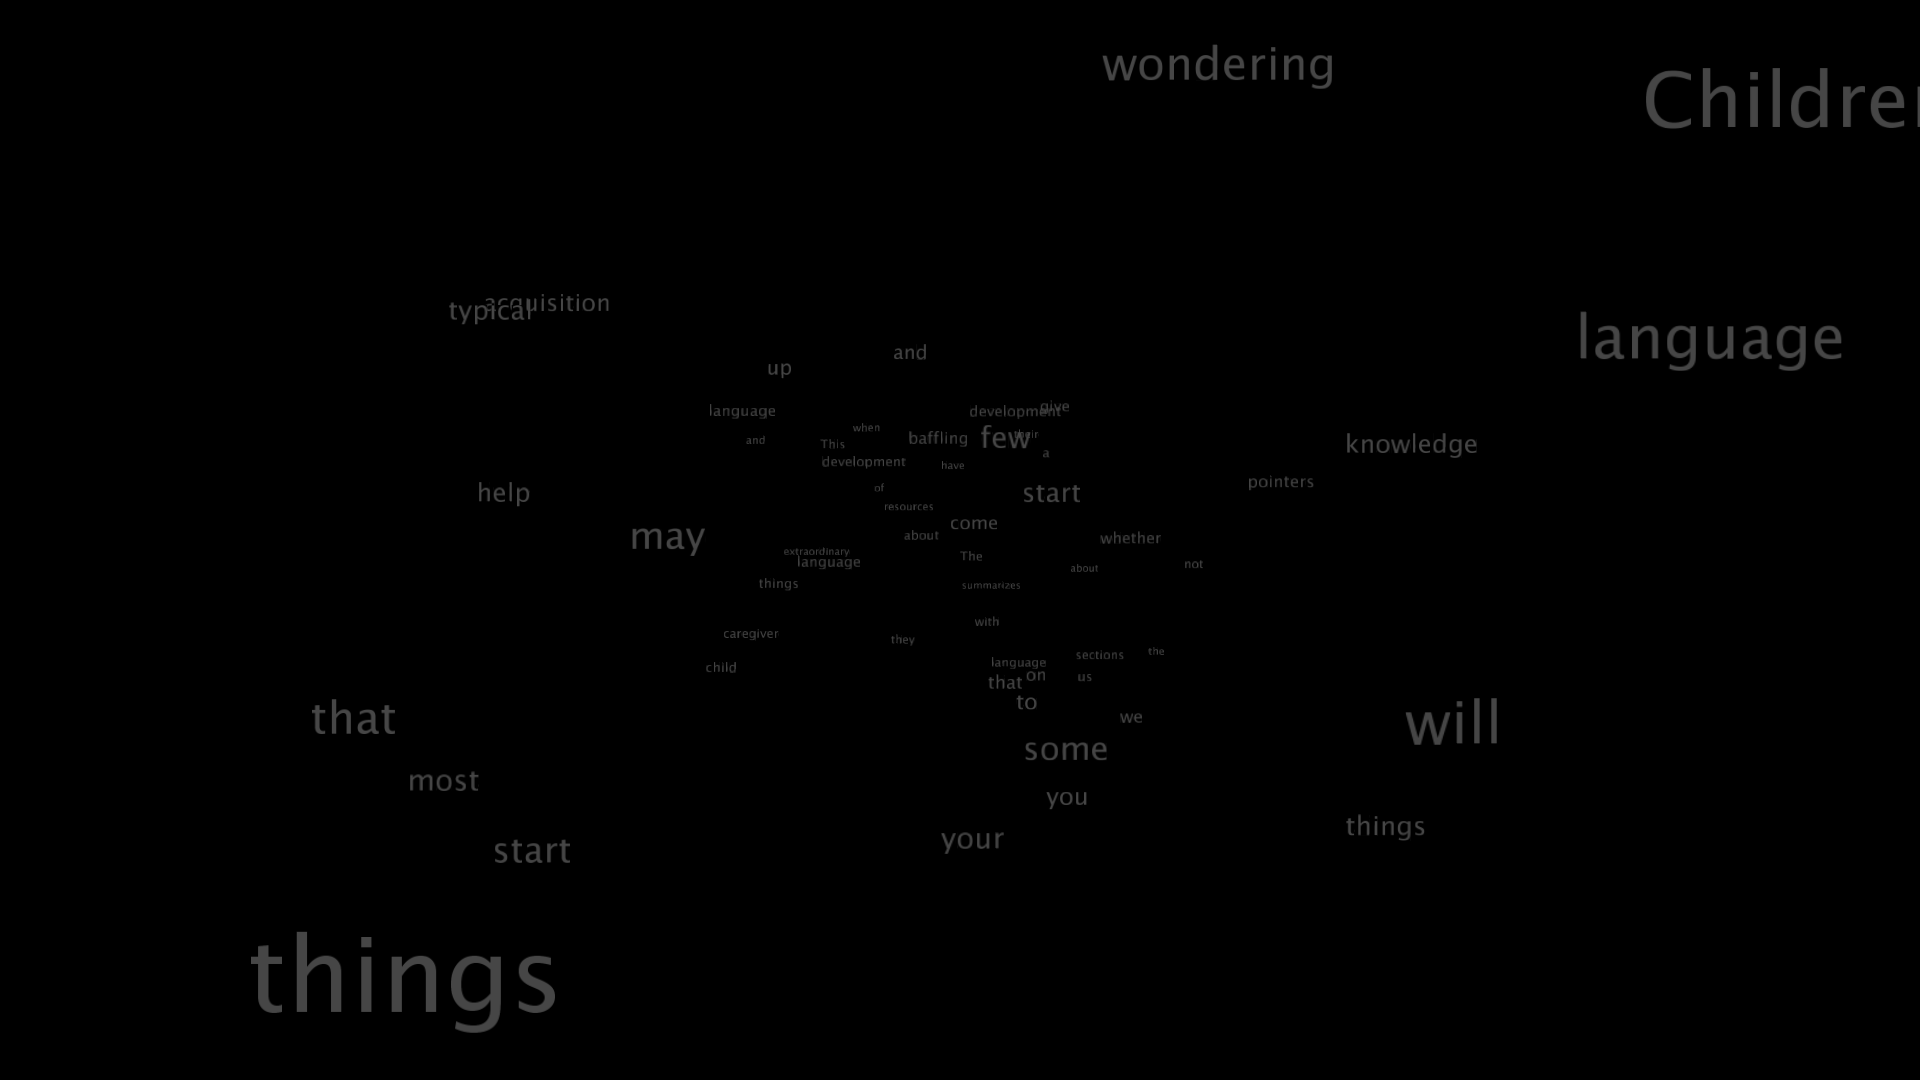 wondering
Childre
language
acquisition
typical
and
up
give
development
language
when
their
few
baffling
and
This
a
knowledge
development
have
pointers
of
help
start
resources
come
may
about
whether
extraordinary
The
language
not
about
things
summarizes
with
caregiver
they
the
sections
language
child
on
us
that
to
that
we
will
some
most
you
things
your
start
things